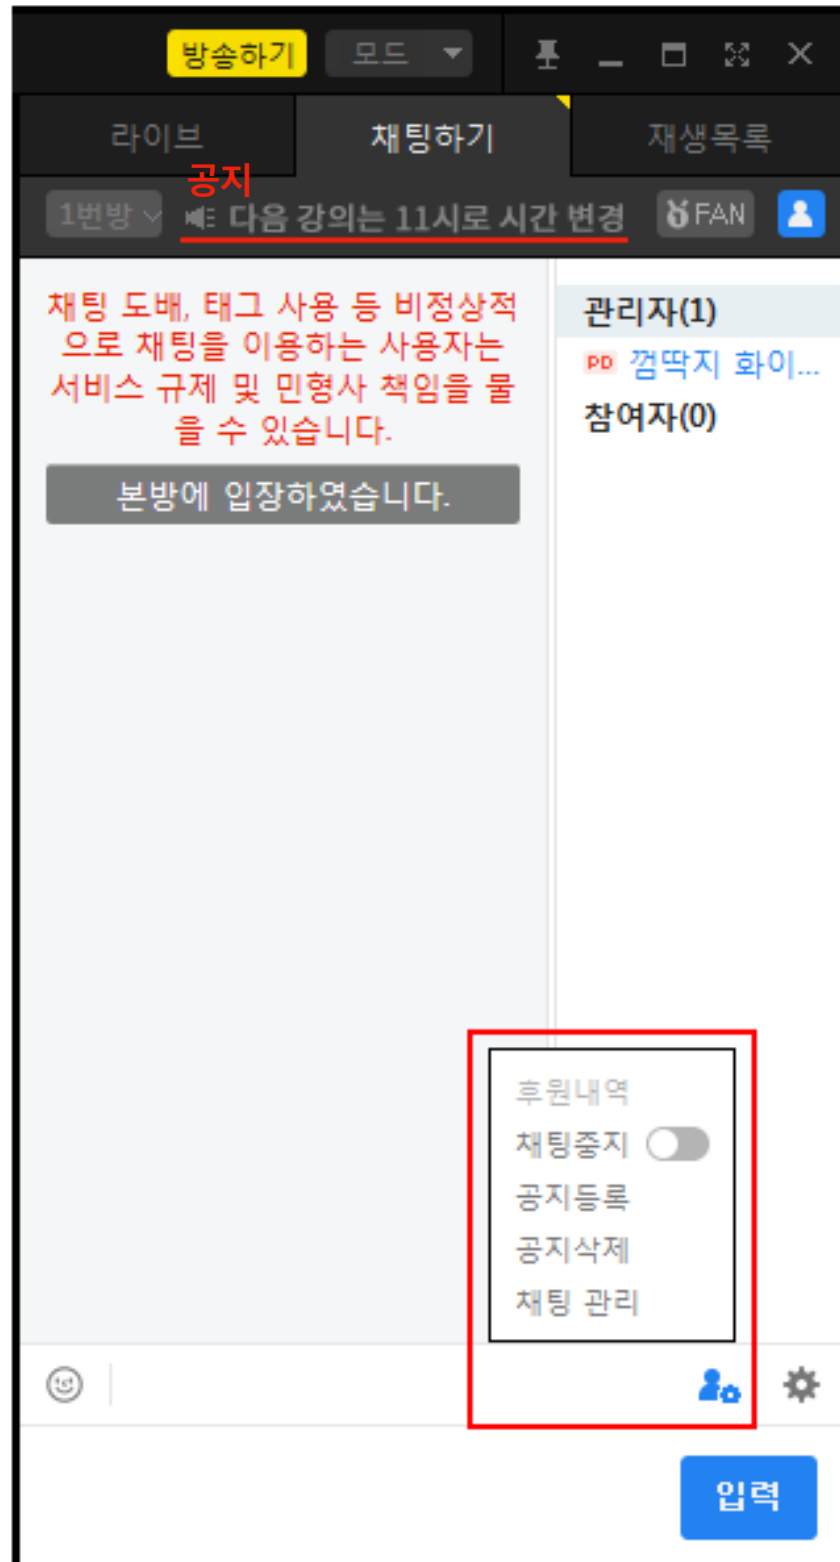 방송하기 모드
라이브 채팅하기 재생목록
공지
1번방 다음 강의는 11시로 시간 변경 FAN
채팅 도배, 태그 사용 등 비정상적
으로 채팅을 이용하는 사용자는
서비스 규제 및 민형사 책임을 물
을 수 있습니다.
본방에 입장하였습니다.
관리자(1)
PD 껌딱지 화이...
참여자(0)
후원내역
채팅중지
공지등록
공지삭제
채팅 관리
입력